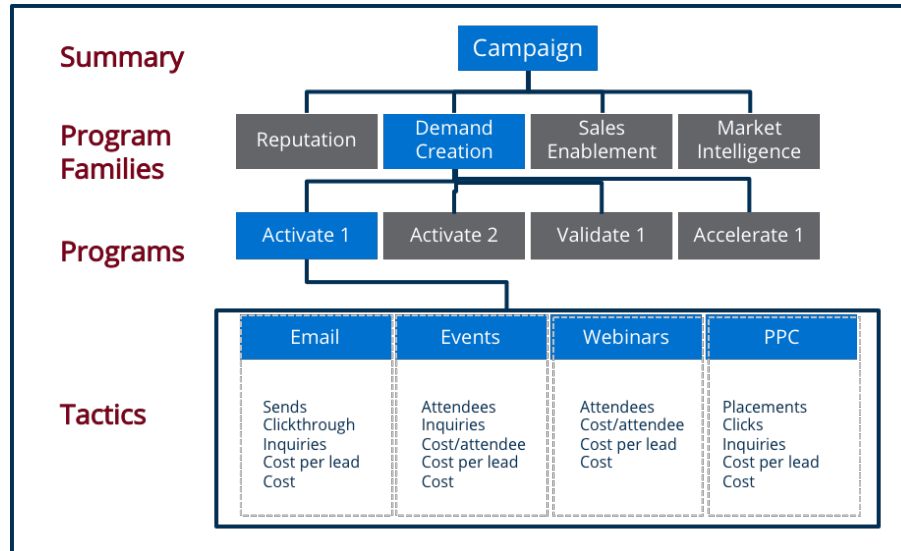 Summary
Campaign
Program
Families
Reputation
Demand
Creation
Sales
Enablement
Market
Intelligence
Programs
Activate 1
Activate 2
Validate 1
Accelerate 1
Tactics
Email
Sends
Clickthrough
Inquiries
Cost per lead
Cost
Events
Attendees
Inquiries
Cost/attendee
Cost per lead
Cost
Webinars
Attendees
Cost/attendee
Cost per lead
Cost
PPC
Placements
Clicks
Inquiries
Cost per lead
Cost